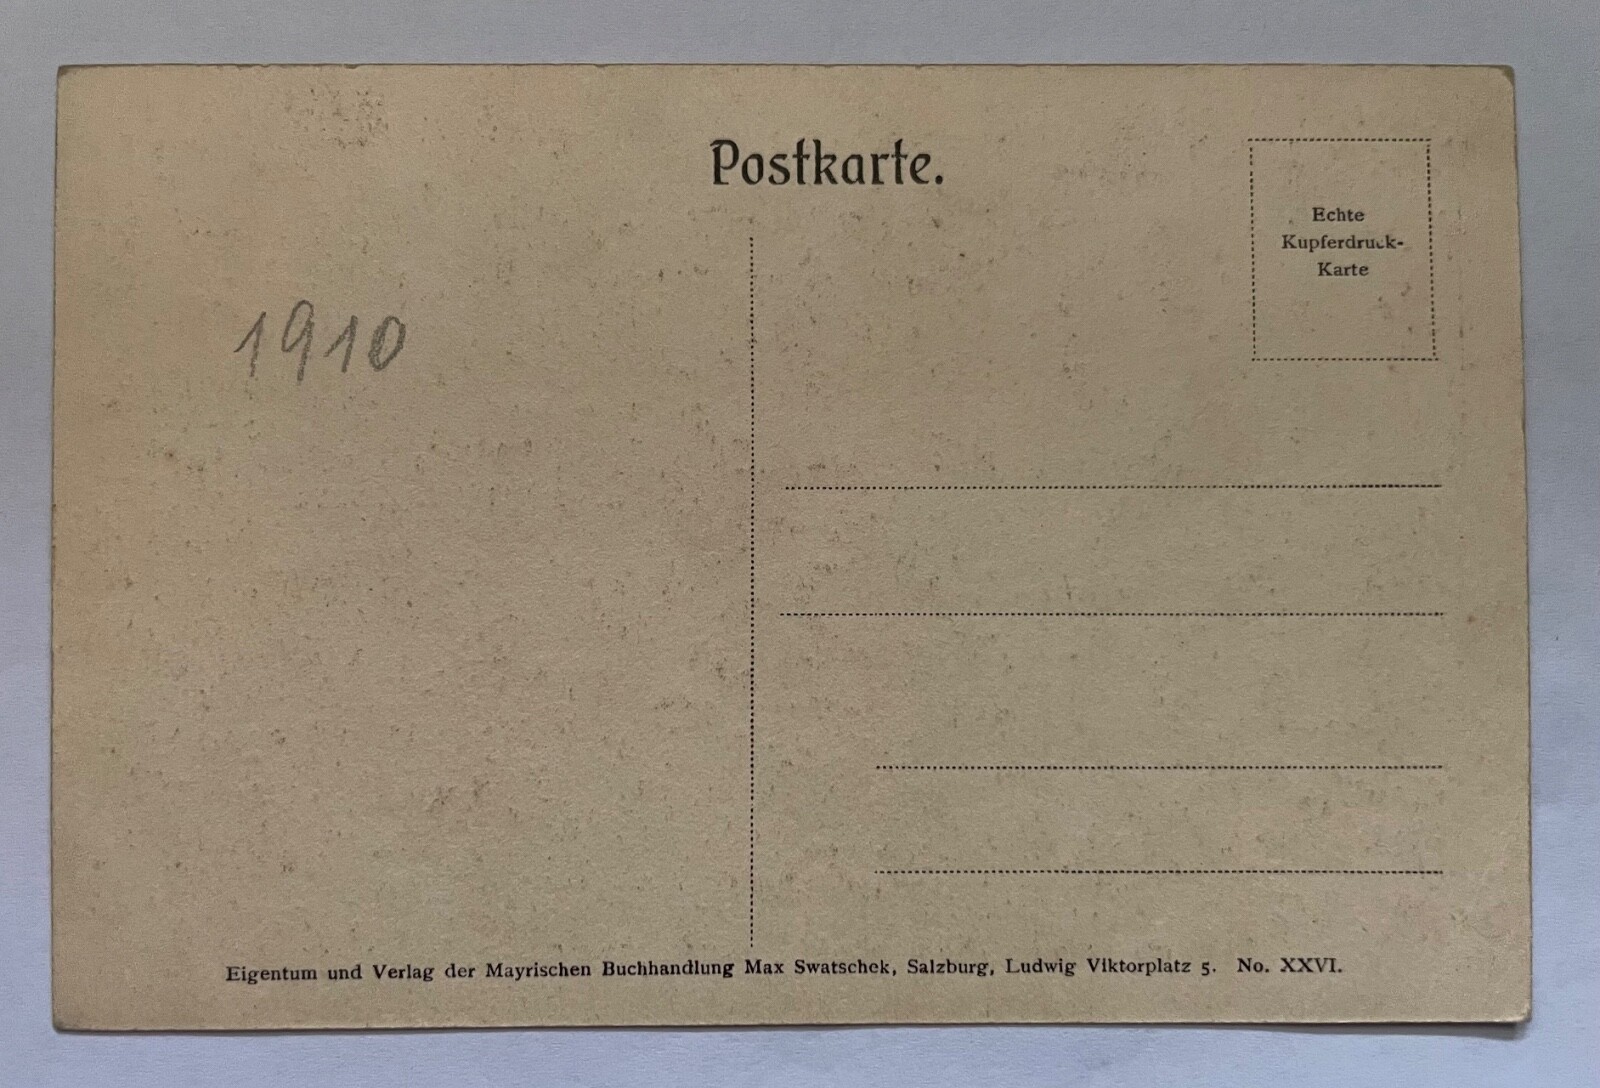 Postkarte.
Echte
Kupferdruck-
Karte
1910
Eigentum und Verlag der Mayrischen Buchhandlung Max Swatschek, Salzburg, Ludwig Viktorplatz 5. No. XXVI.